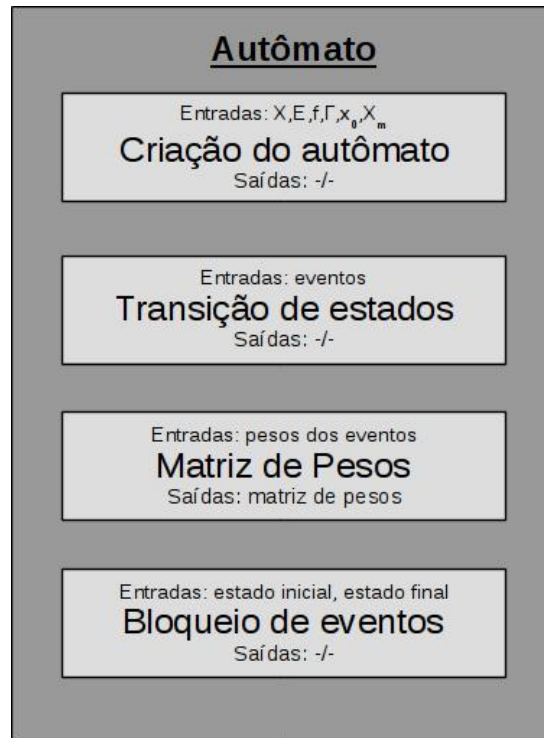 Autômato
Entradas: X,E,f,Γ,x₀,Xₘ
Criação do autômato
Saídas: -/-
Entradas: eventos
Transição de estados
Saídas: -/-
Entradas: pesos dos eventos
Matriz de Pesos
Saídas: matriz de pesos
Entradas: estado inicial, estado final
Bloqueio de eventos
Saídas: -/-